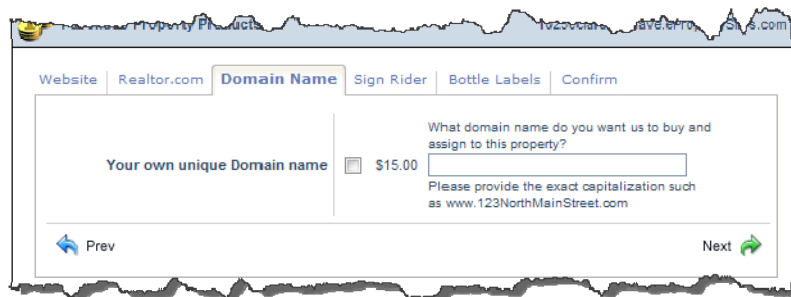 Property Products
.com
Website Realtor.com Domain Name Sign Rider Bottle Labels Confirm
What domain name do you want us to buy and
assign to this property?
Your own unique Domain name $15.00
Please provide the exact capitalization such
as www.123NorthMainStreet.com
Prev Next